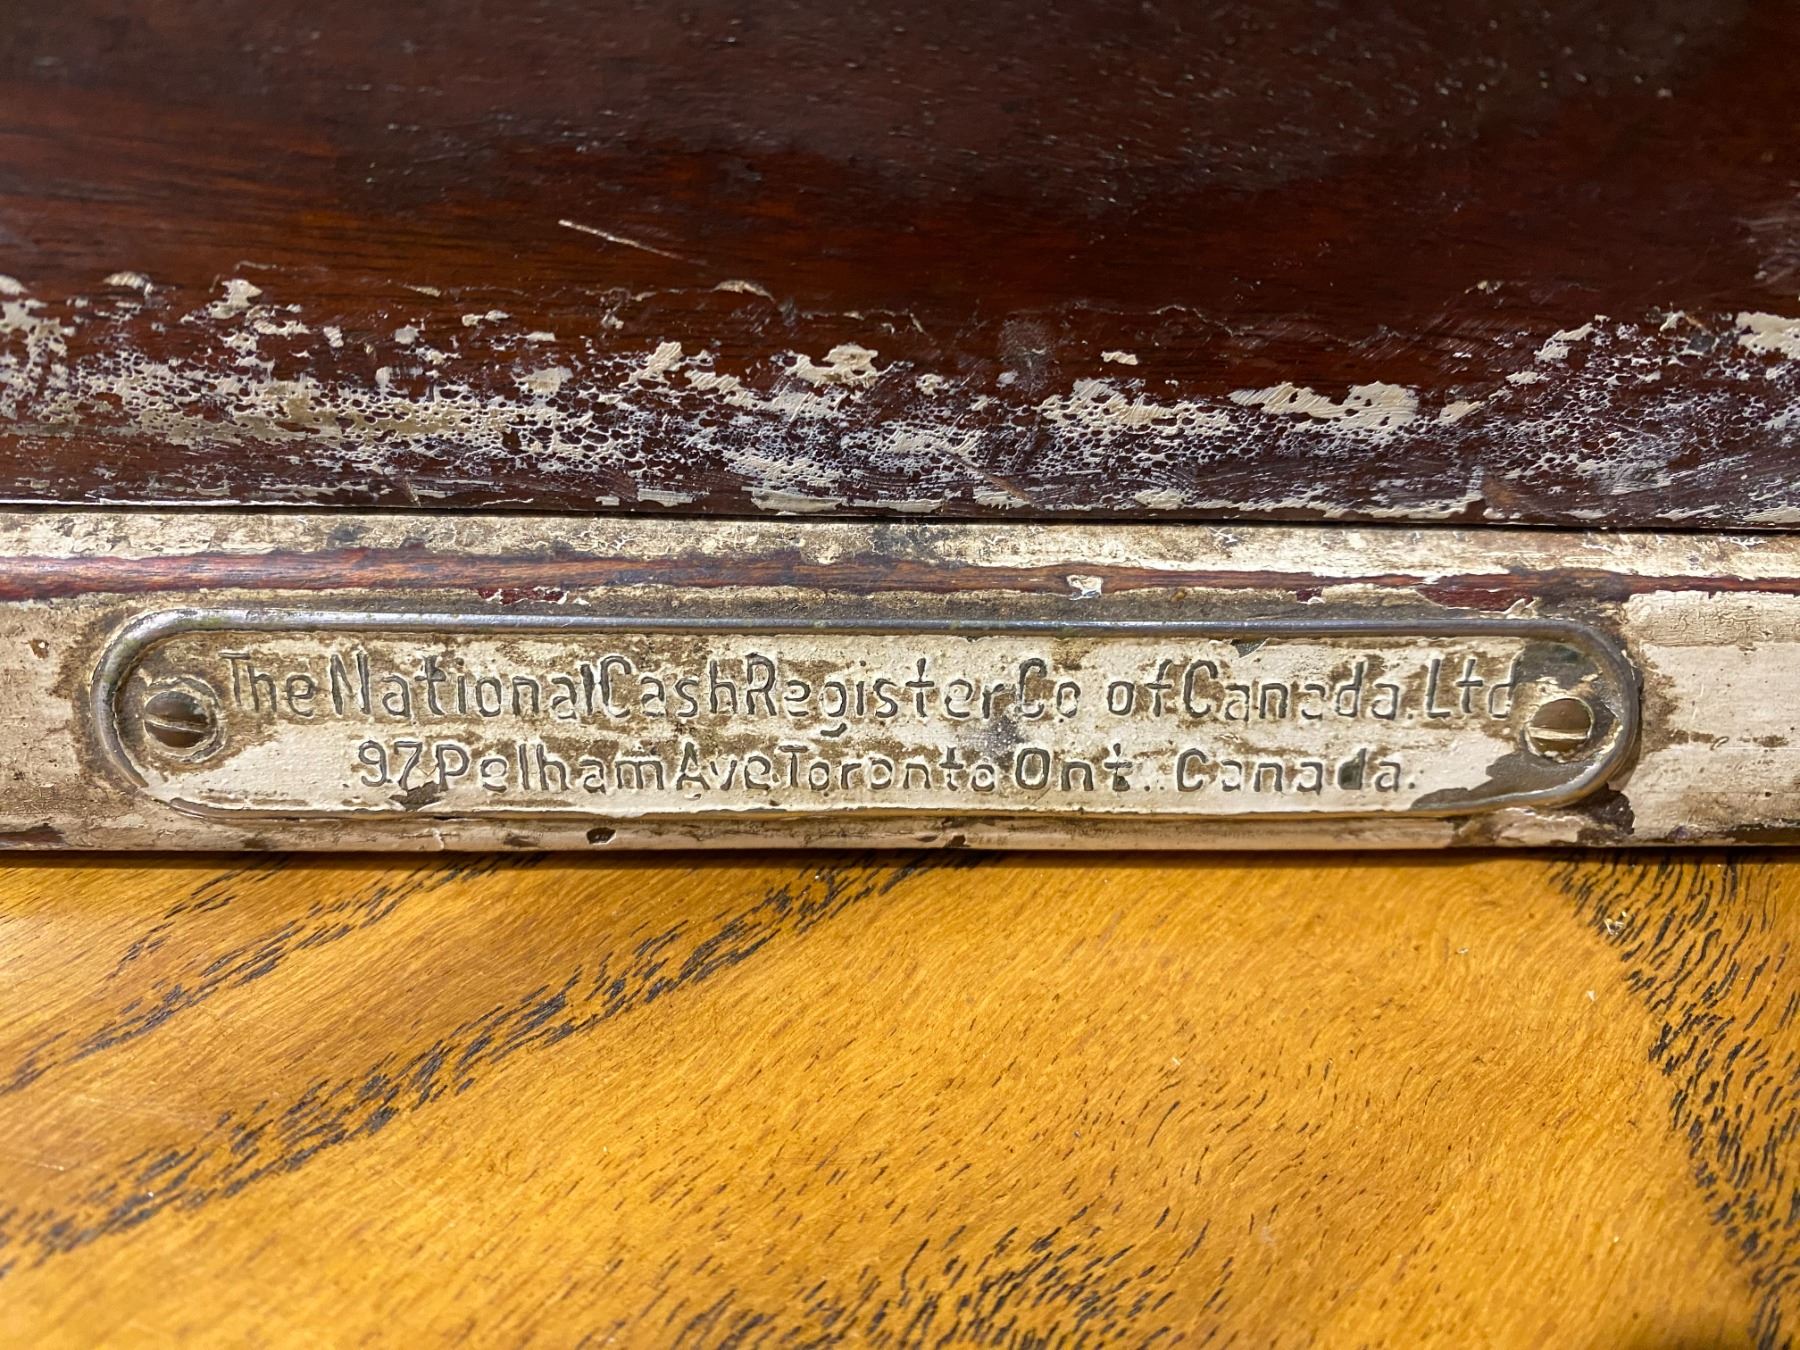 The National Cash Register Co of Canada. Ltd
97 Pelham Ave Toronto Ont. Canada.